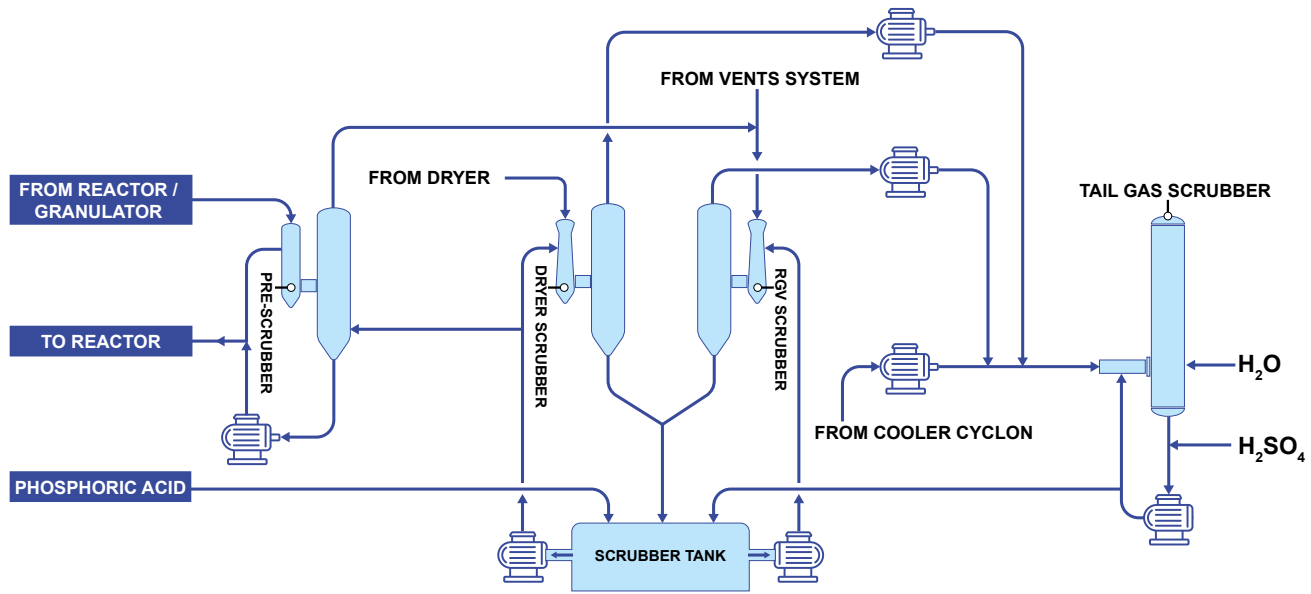 FROM VENTS SYSTEM
FROM REACTOR /
GRANULATOR
FROM DRYER
TAIL GAS SCRUBBER
PRE-SCRUBBER
DRYER SCRUBBER
RGV SCRUBBER
TO REACTOR
H₂O
FROM COOLER CYCLON
H₂SO₄
PHOSPHORIC ACID
SCRUBBER TANK